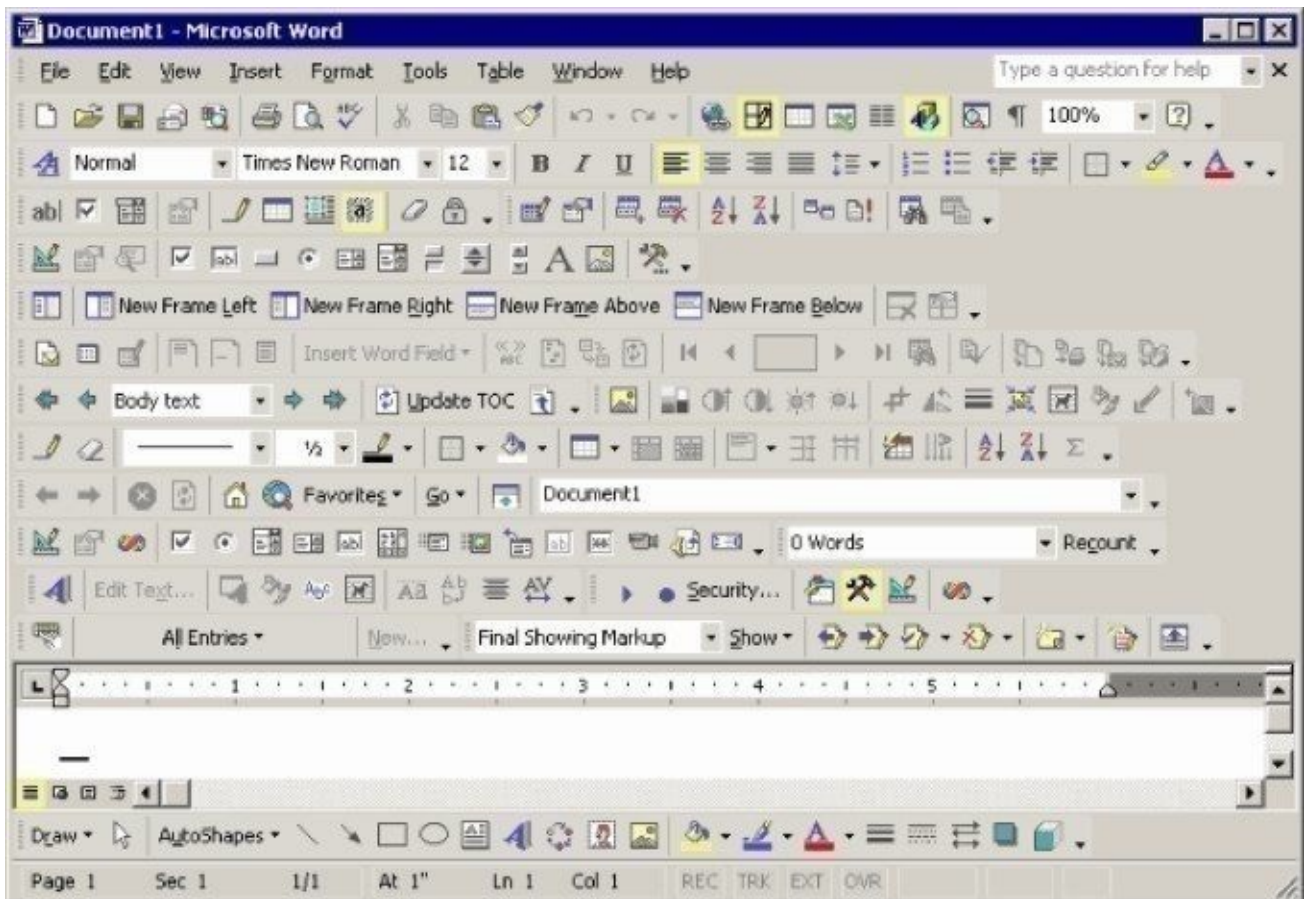 Document1 - Microsoft Word
File Edit View Insert Format Tools Table Window Help Type a question for help
100%
Normal Times New Roman 12 B I U A
ab|
A
New Frame Left New Frame Right New Frame Above New Frame Below
Insert Word Field
Body text Update TOC
½
Favorites Go Document1
0 Words Recount
Edit Text... Security...
All Entries New... Final Showing Markup Show
1 2 3 4 5
Draw AutoShapes A
Page 1 Sec 1 1/1 At 1" Ln 1 Col 1 REC TRK EXT OVR